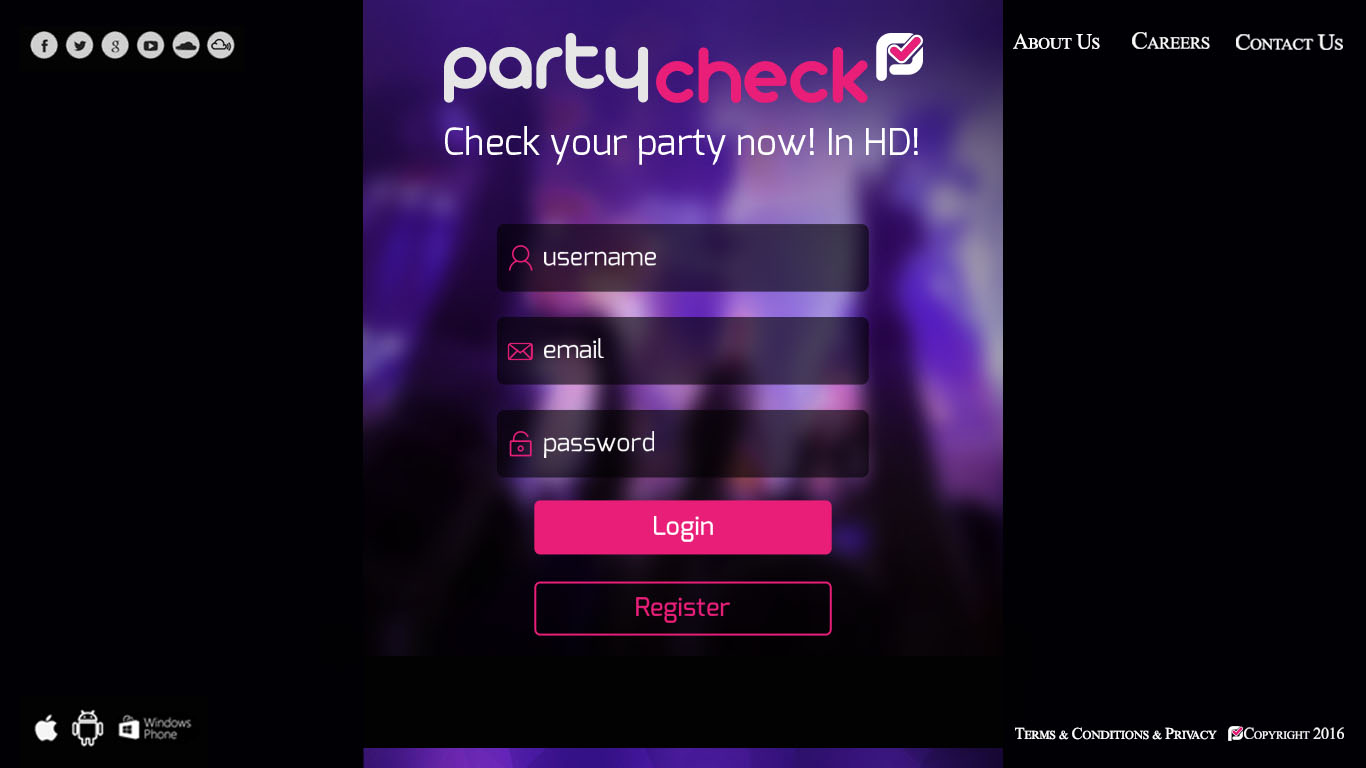 About Us Careers Contact Us
partycheck
Check your party now! In HD!
username
email
password
Login
Register
Windows
Phone
Terms & Conditions & Privacy Copyright 2016